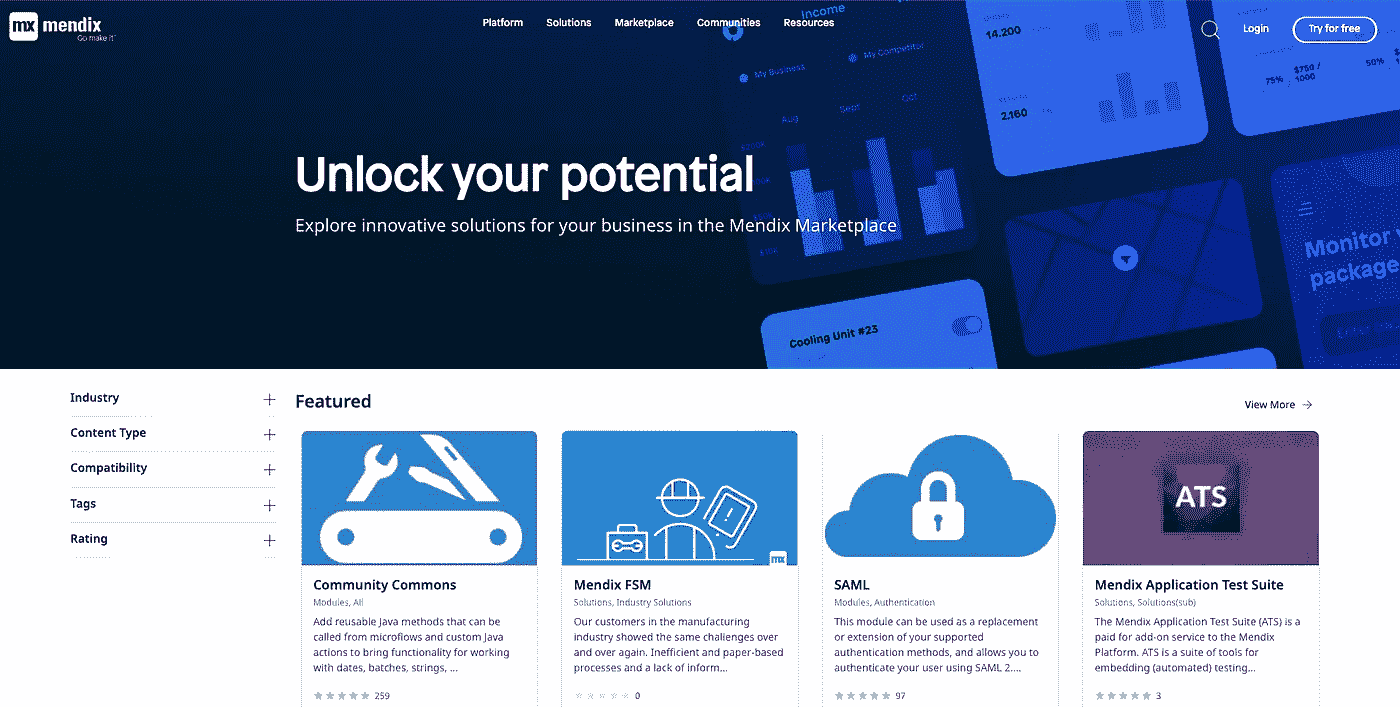 mx mendix
Go make it
Platform Solutions Marketplace Communities Resources
Login
Try for free
Income
My Business
My Competitor
Aug
Sept
Oct
14.200
2.160
75%
$750 /
1000
50%
Unlock your potential
Explore innovative solutions for your business in the Mendix Marketplace
Monitor
package
Cooling Unit #23
Industry
Content Type
Compatibility
Tags
Rating
Featured
View More
ATS
mx
Community Commons
Modules, All
Add reusable Java methods that can be
called from microflows and custom Java
actions to bring functionality for working
with dates, batches, strings, ...
259
Mendix FSM
Solutions, Industry Solutions
Our customers in the manufacturing
industry showed the same challenges over
and over again. Inefficient and paper-based
processes and a lack of inform...
0
SAML
Modules, Authentication
This module can be used as a replacement
or extension of your supported
authentication methods, and allows you to
authenticate your user using SAML 2....
97
Mendix Application Test Suite
Solutions, Solutions(sub)
The Mendix Application Test Suite (ATS) is a
paid for add-on service to the Mendix
Platform. ATS is a suite of tools for
embedding (automated) testing...
3